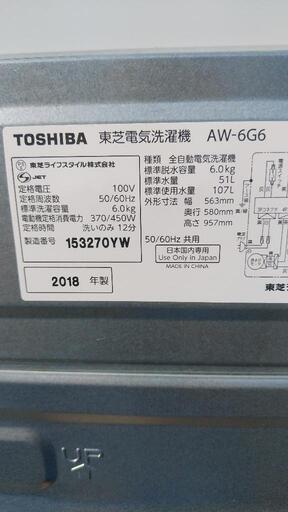 TOSHIBA 東芝電気洗濯機 AW-6G6
東芝ライフスタイル株式会社
S JET
定格電圧 100V
定格周波数 50/60Hz
標準洗濯容量 6.0kg
電動機定格消費電力 370/450W
定格時間 洗いのみ 12分
製造番号 153270YW
2018 年製
種類 全自動電気洗濯機
標準脱水容量 6.0kg
標準水量 51L
標準使用水量 107L
外形寸法 幅 563mm
奥行 580mm
高さ 957mm
50/60Hz 共用
日本国内専用
Use Only in Japan
MADE IN CHINA
UP